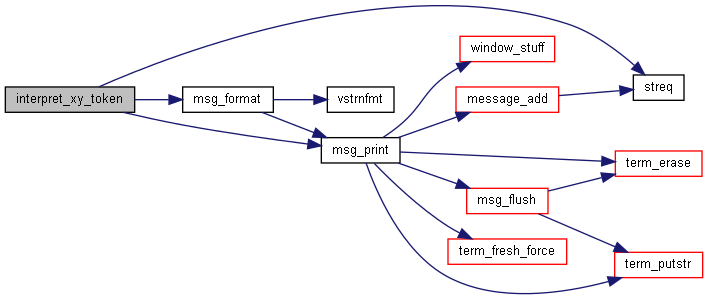 interpret_xy_token
msg_format
vstrnfmt
msg_print
window_stuff
message_add
streq
term_erase
msg_flush
term_fresh_force
term_putstr